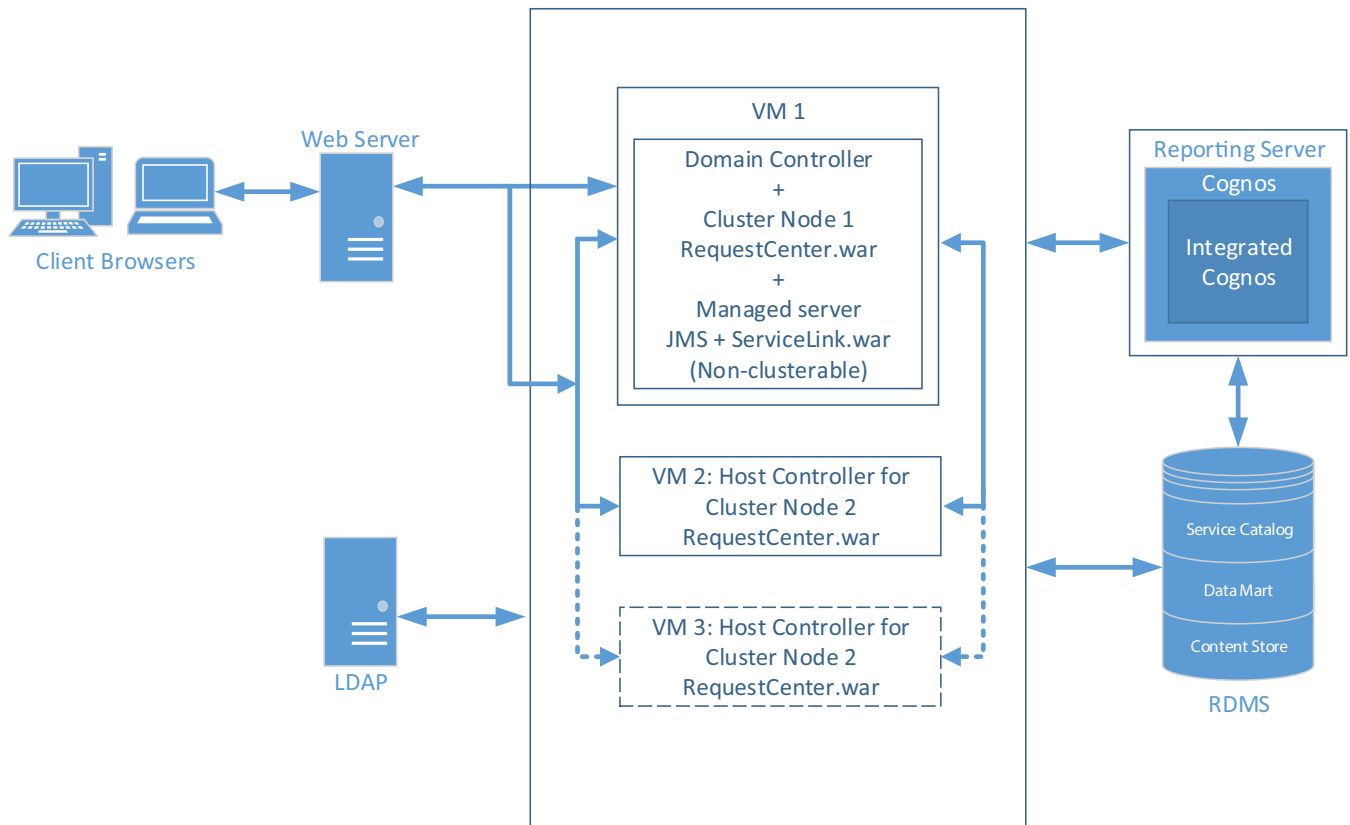 Client Browsers
Web Server
LDAP
VM 1
Domain Controller
+
Cluster Node 1
RequestCenter.war
+
Managed server
JMS + ServiceLink.war
(Non-clusterable)
VM 2: Host Controller for
Cluster Node 2
RequestCenter.war
VM 3: Host Controller for
Cluster Node 2
RequestCenter.war
Reporting Server
Cognos
Integrated
Cognos
Service Catalog
Data Mart
Content Store
RDMS